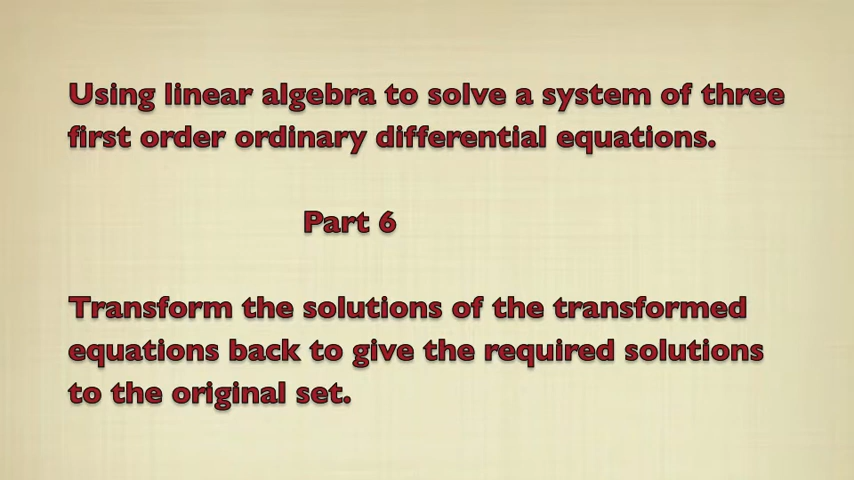 Using linear algebra to solve a system of three
first order ordinary differential equations.
Part 6
Transform the solutions of the transformed
equations back to give the required solutions
to the original set.